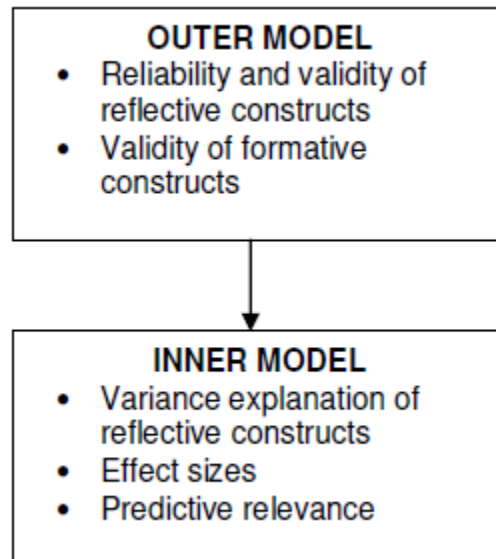 OUTER MODEL
• Reliability and validity of
reflective constructs
• Validity of formative
constructs
INNER MODEL
• Variance explanation of
reflective constructs
• Effect sizes
• Predictive relevance